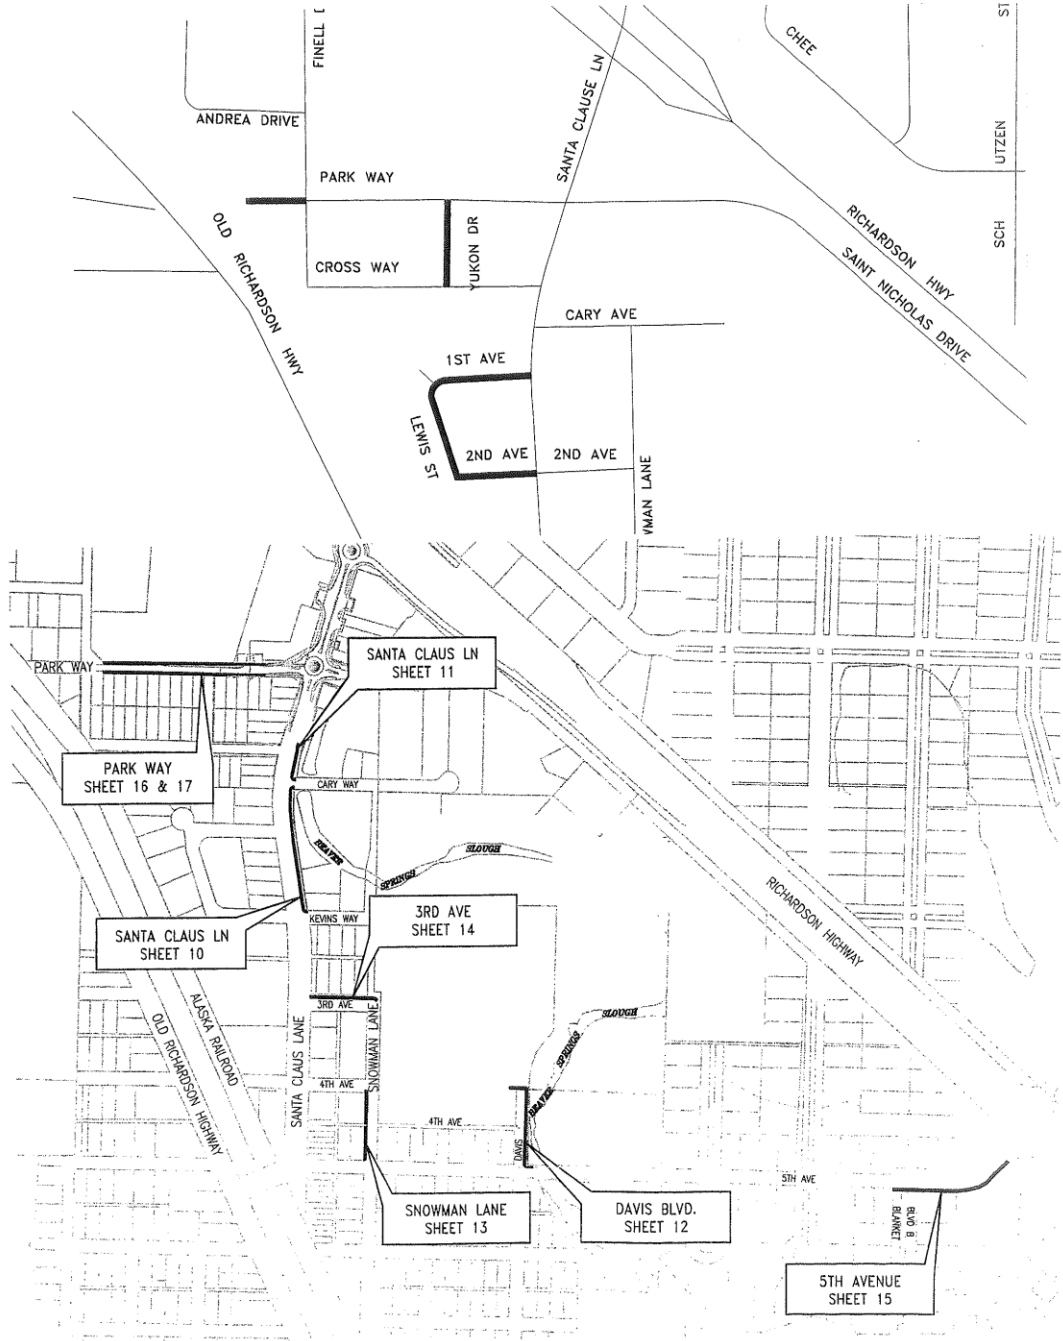 FINELL D
ANDREA DRIVE
SANTA CLAUSE LN
CHEE
ST
UTZEN
SCH
PARK WAY
OLD RICHARDSON HWY
CROSS WAY
YUKON DR
RICHARDSON HWY
SAINT NICHOLAS DRIVE
CARY AVE
1ST AVE
LEWIS ST
2ND AVE
2ND AVE
WMAN LANE
PARK WAY
SANTA CLAUS LN
SHEET 11
PARK WAY
SHEET 16 & 17
CARY WAY
BEAVER
SPRINGS
SLOUGH
KEVINS WAY
3RD AVE
SHEET 14
SANTA CLAUS LN
SHEET 10
RICHARDSON HIGHWAY
3RD AVE
ALASKA RAILROAD
OLD RICHARDSON HIGHWAY
SANTA CLAUS LANE
SNOWMAN LANE
SLOUGH
SPRINGS
BEAVER
4TH AVE
4TH AVE
DAVIS
5TH AVE
SNOWMAN LANE
SHEET 13
DAVIS BLVD.
SHEET 12
BLVD B
BLANKET
5TH AVENUE
SHEET 15